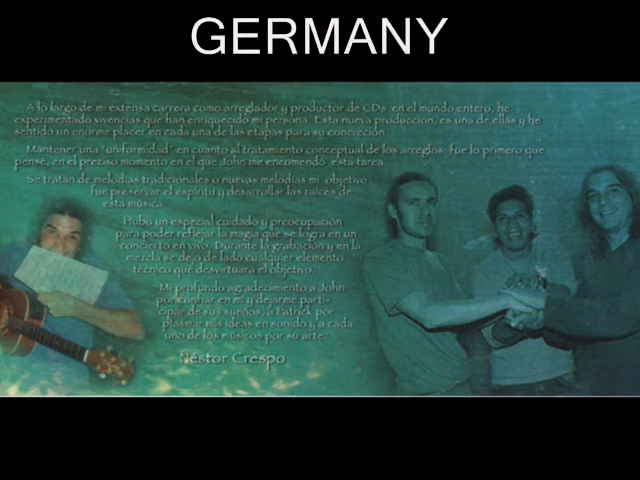 GERMANY
A lo largo de mi extensa carrera como arreglador y productor de CDs en el mundo entero, he
experimentado vivencias que han enriquecido mi persona. Esta nueva producción, es una de ellas y he
sentido un enorme placer en cada una de las etapas para su concreción.
Mantener una "uniformidad" en cuanto al tratamiento conceptual de los arreglos fue lo primero que
pensé, en el preciso momento en el que John me encomendó esta tarea
Se tratan de melodías tradicionales o nuevas melodías mi objetivo
fue preservar el espíritu y desarrollar las raíces de
esta música.
Hubo un especial cuidado y preocupación
para poder reflejar la magia que se logra en un
concierto en vivo. Durante la grabación y en la
mezcla se dejo de lado cualquier elemento
técnico que desvirtuara el objetivo.
Mi profundo agradecimiento a John
por confiar en mí y dejarme parti-
cipar de sus sueños, a Patrick por
plasmar mis ideas en sonido y a cada
uno de los músicos por su arte.
Néstor Crespo